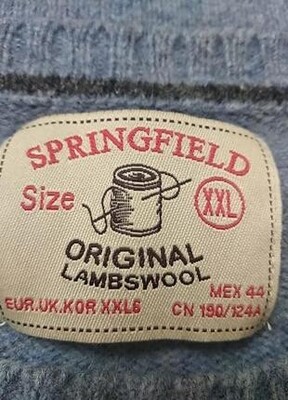 SPRINGFIELD
Size XXL
ORIGINAL
LAMBSWOOL
MEX 44
EUR.UK.KOR XXL6 CN 190/124A